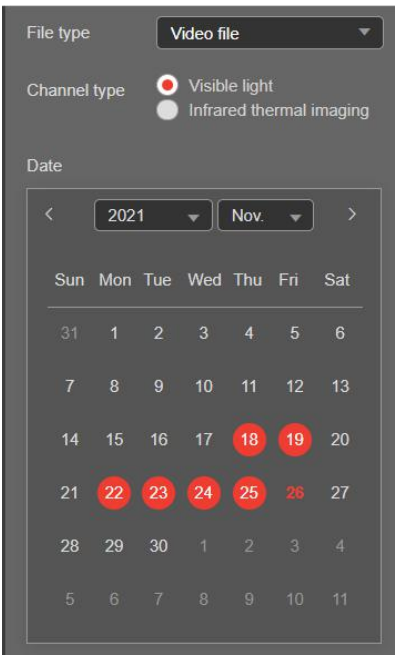 File type Video file
Channel type Visible light
Infrared thermal imaging
Date
2021 Nov.
Sun Mon Tue Wed Thu Fri Sat
31 1 2 3 4 5 6
7 8 9 10 11 12 13
14 15 16 17 18 19 20
21 22 23 24 25 26 27
28 29 30 1 2 3 4
5 6 7 8 9 10 11